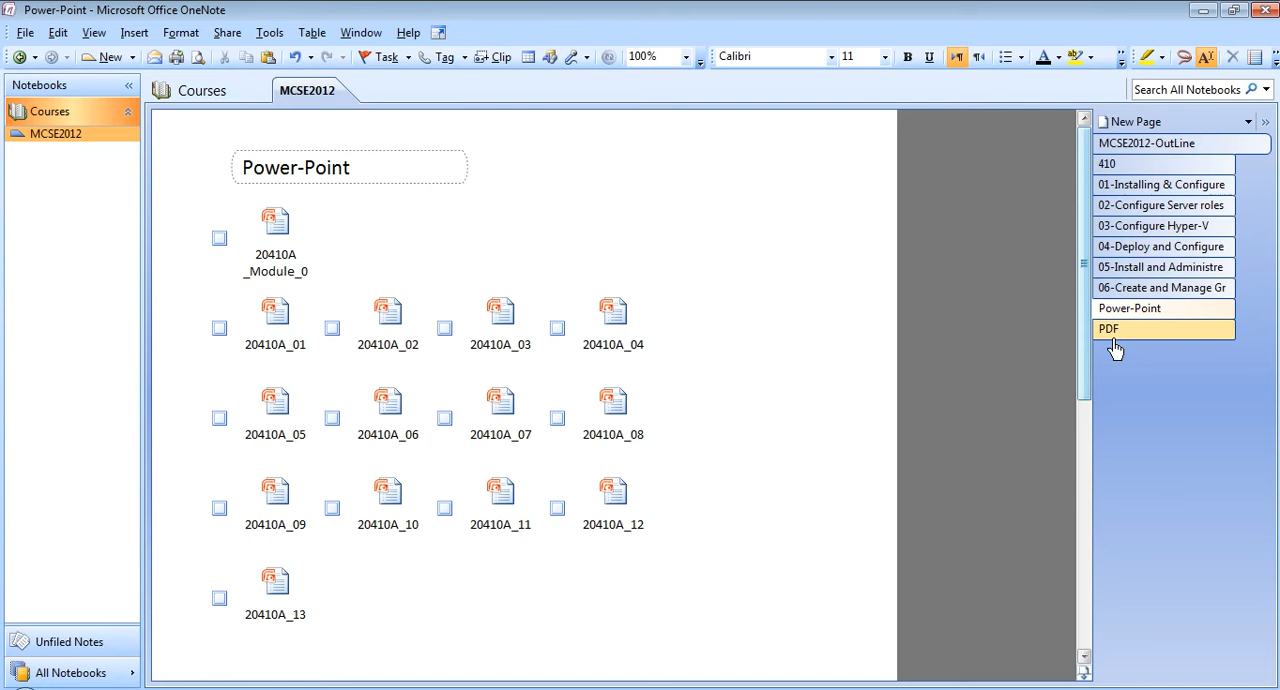 Power-Point - Microsoft Office OneNote
File Edit View Insert Format Share Tools Table Window Help
New Task Tag Clip 100% Calibri 11 B U
Notebooks «
Courses
MCSE2012
Courses MCSE2012
Search All Notebooks
Power-Point
20410A
_Module_0
20410A_01 20410A_02 20410A_03 20410A_04
20410A_05 20410A_06 20410A_07 20410A_08
20410A_09 20410A_10 20410A_11 20410A_12
20410A_13
New Page »
MCSE2012-OutLine
410
01-Installing & Configure
02-Configure Server roles
03-Configure Hyper-V
04-Deploy and Configure
05-Install and Administre
06-Create and Manage Gr
Power-Point
PDF
Unfiled Notes
All Notebooks